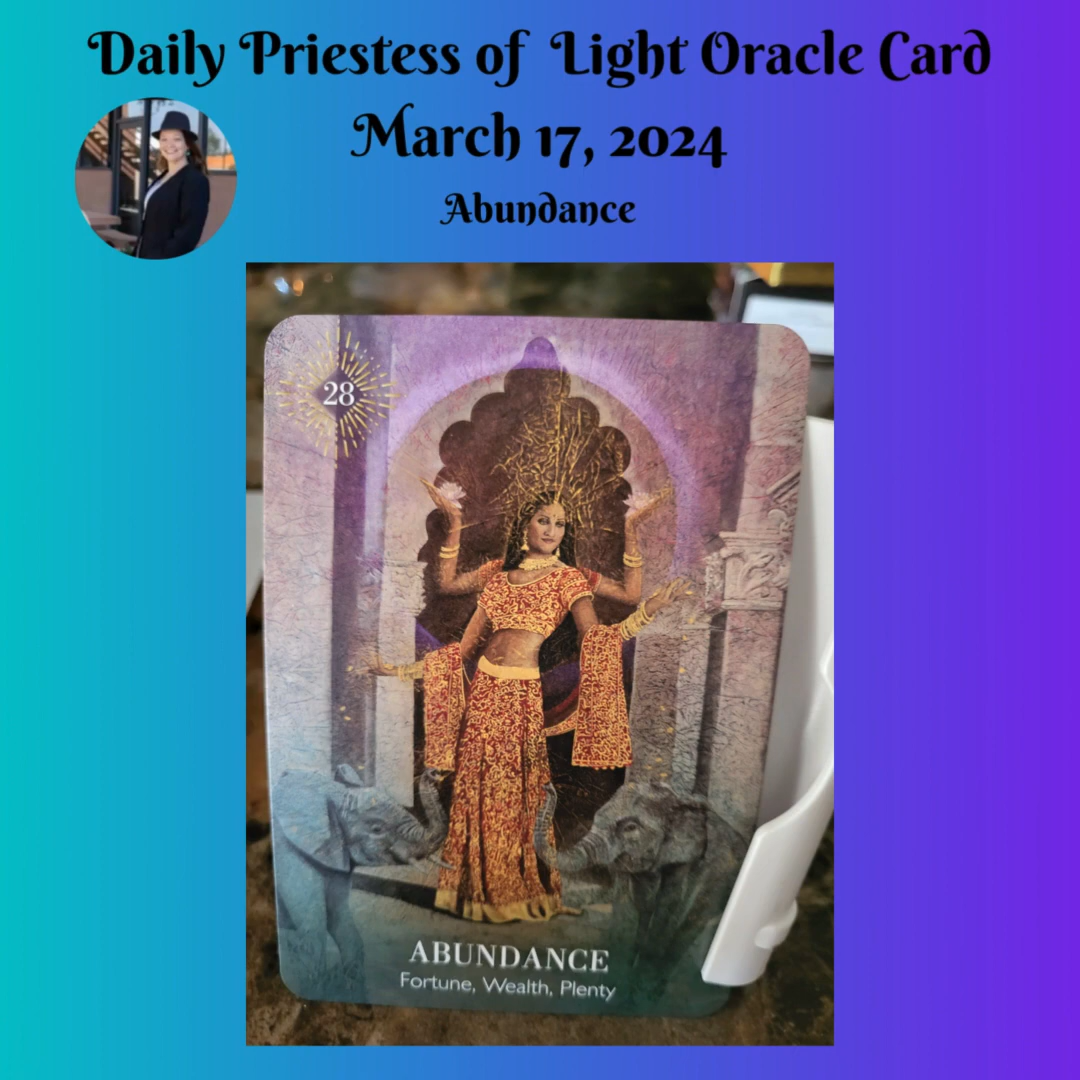 Daily Priestess of Light Oracle Card
March 17, 2024
Abundance
28
ABUNDANCE
Fortune, Wealth, Plenty